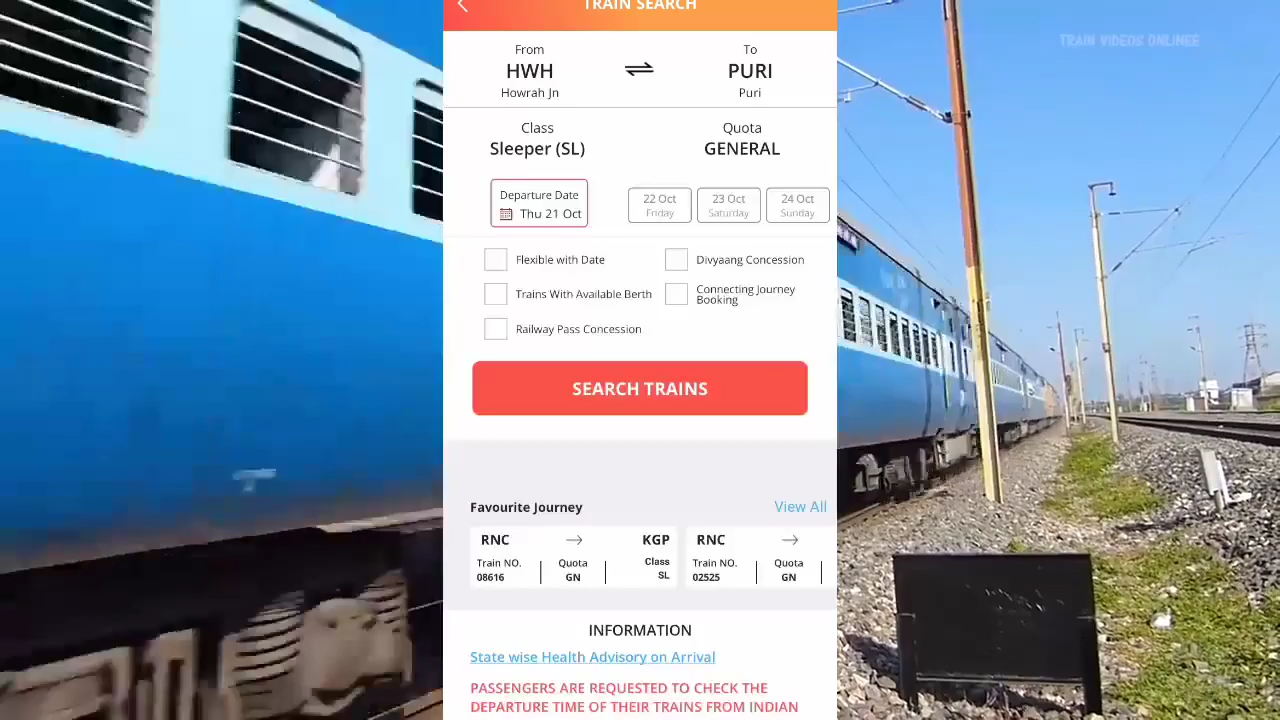 TRAIN SEARCH
TRAIN VIDEOS ONLINEE
From
To
HWH
PURI
Howrah Jn
Puri
Class
Quota
Sleeper (SL)
GENERAL
Departure Date
Thu 21 Oct
22 Oct
Friday
23 Oct
Saturday
24 Oct
Sunday
Flexible with Date
Divyaang Concession
Trains With Available Berth
Connecting Journey
Booking
Railway Pass Concession
SEARCH TRAINS
Favourite Journey
View All
RNC
KGP
Train NO.
08616
Quota
GN
Class
SL
RNC
Train NO.
02525
Quota
GN
INFORMATION
State wise Health Advisory on Arrival
PASSENGERS ARE REQUESTED TO CHECK THE
DEPARTURE TIME OF THEIR TRAINS FROM INDIAN